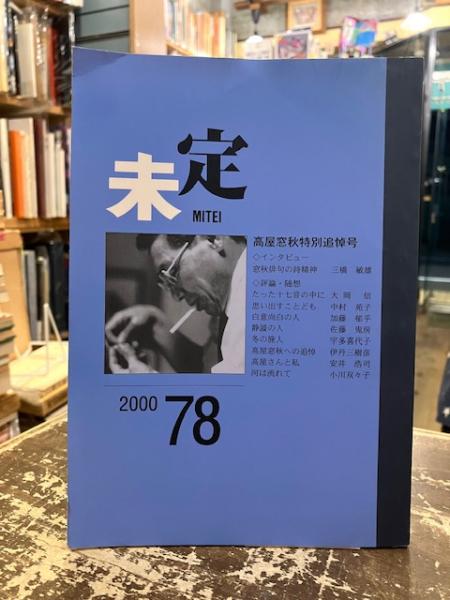 未定
MITEI
高屋窓秋特別追悼号
◇インタビュー
窓秋俳句の詩精神 三橋 敏雄
◇評論・随想
たった十七音の中に 大岡 信
思い出すことども 中村 苑子
白意尚白の人 加藤 郁乎
静謐の人 佐藤 鬼房
冬の旅人 宇多喜代子
高屋窓秋への追悼 伊丹三樹彦
高屋さんと私 安井 浩司
河は流れて 小川双々子
2000 78